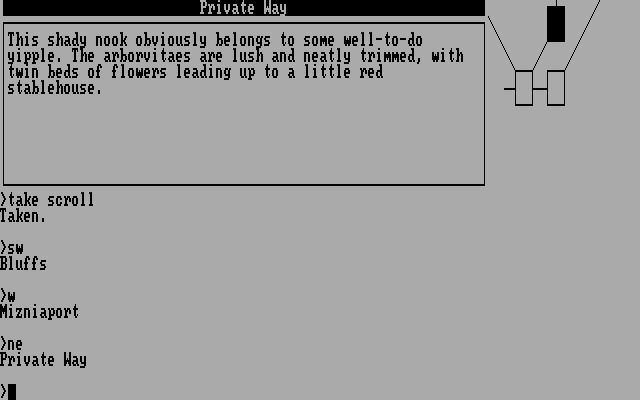 Private Way
This shady nook obviously belongs to some well-to-do
yipple. The arborvitaes are lush and neatly trimmed, with
twin beds of flowers leading up to a little red
stablehouse.
>take scroll
Taken.
>sw
Bluffs
>w
Mizniaport
>ne
Private Way
>